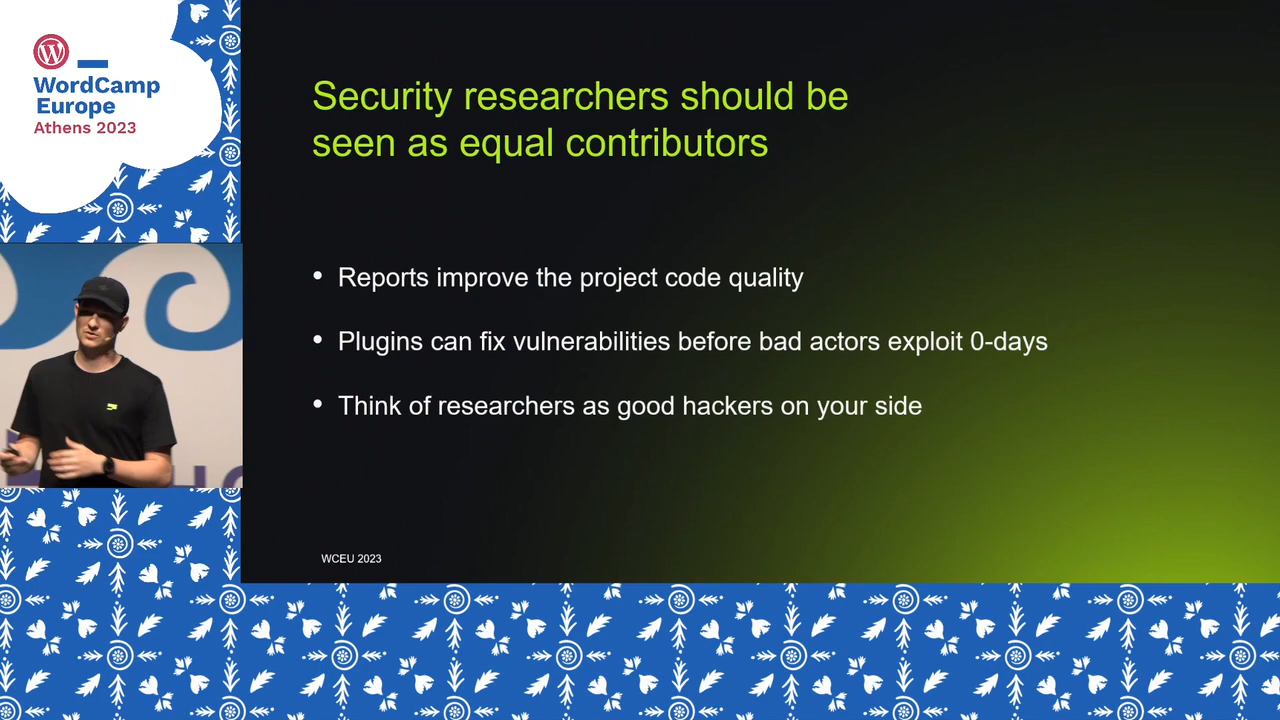 WordCamp
Europe
Athens 2023
Security researchers should be
seen as equal contributors
• Reports improve the project code quality
• Plugins can fix vulnerabilities before bad actors exploit 0-days
• Think of researchers as good hackers on your side
WCEU 2023